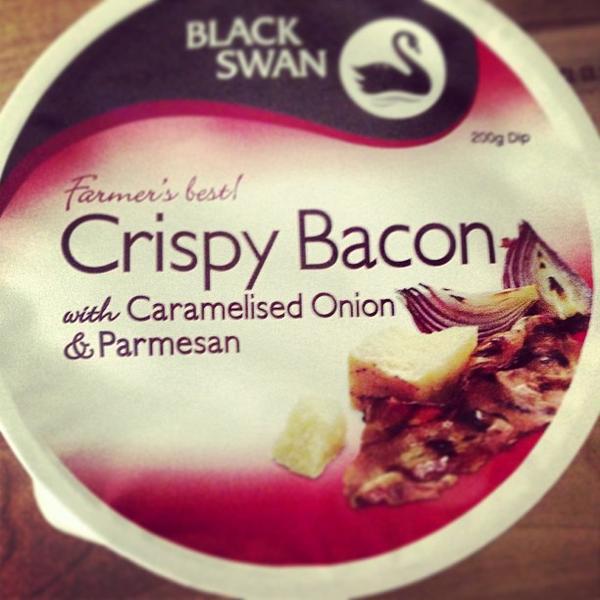 BLACK
SWAN
200g Dip
Farmer's best!
Crispy Bacon
with Caramelised Onion
& Parmesan